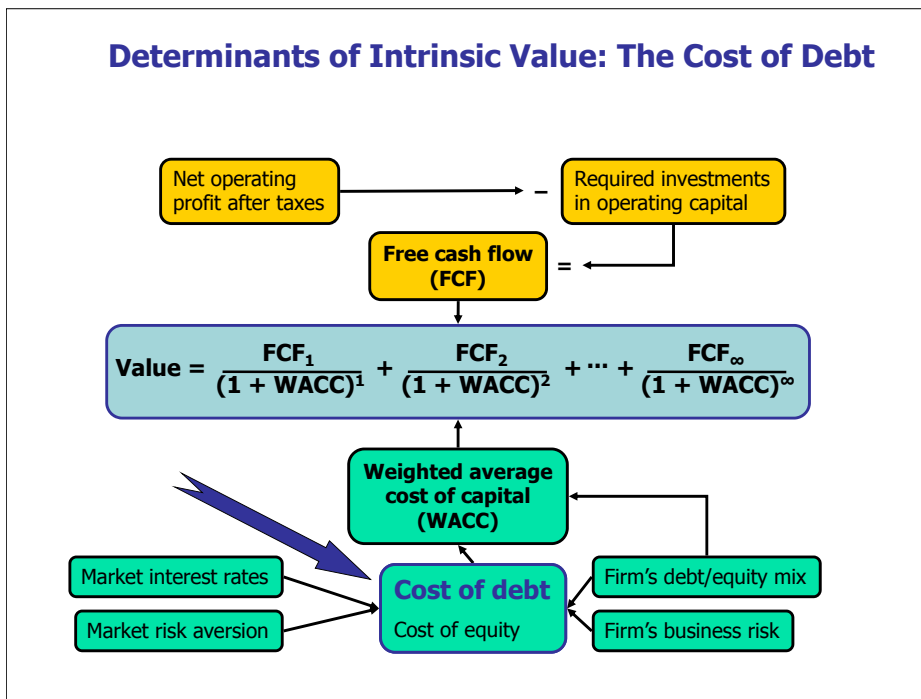 Determinants of Intrinsic Value: The Cost of Debt
Net operating
profit after taxes
−
Required investments
in operating capital
Free cash flow
(FCF)
=
Value = FCF₁/(1 + WACC)¹ + FCF₂/(1 + WACC)² + ··· + FCF∞/(1 + WACC)^∞
Weighted average
cost of capital
(WACC)
Market interest rates
Market risk aversion
Cost of debt
Cost of equity
Firm's debt/equity mix
Firm's business risk